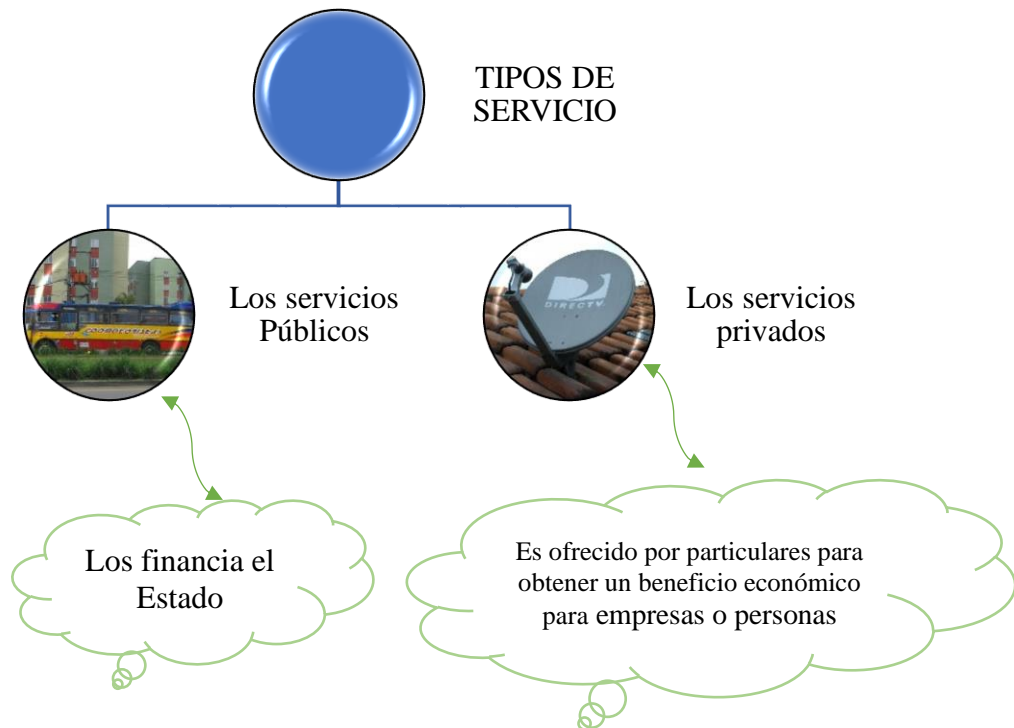 TIPOS DE
SERVICIO
Los servicios
Públicos
DIRECTV
Los servicios
privados
Los financia el
Estado
Es ofrecido por particulares para
obtener un beneficio económico
para empresas o personas